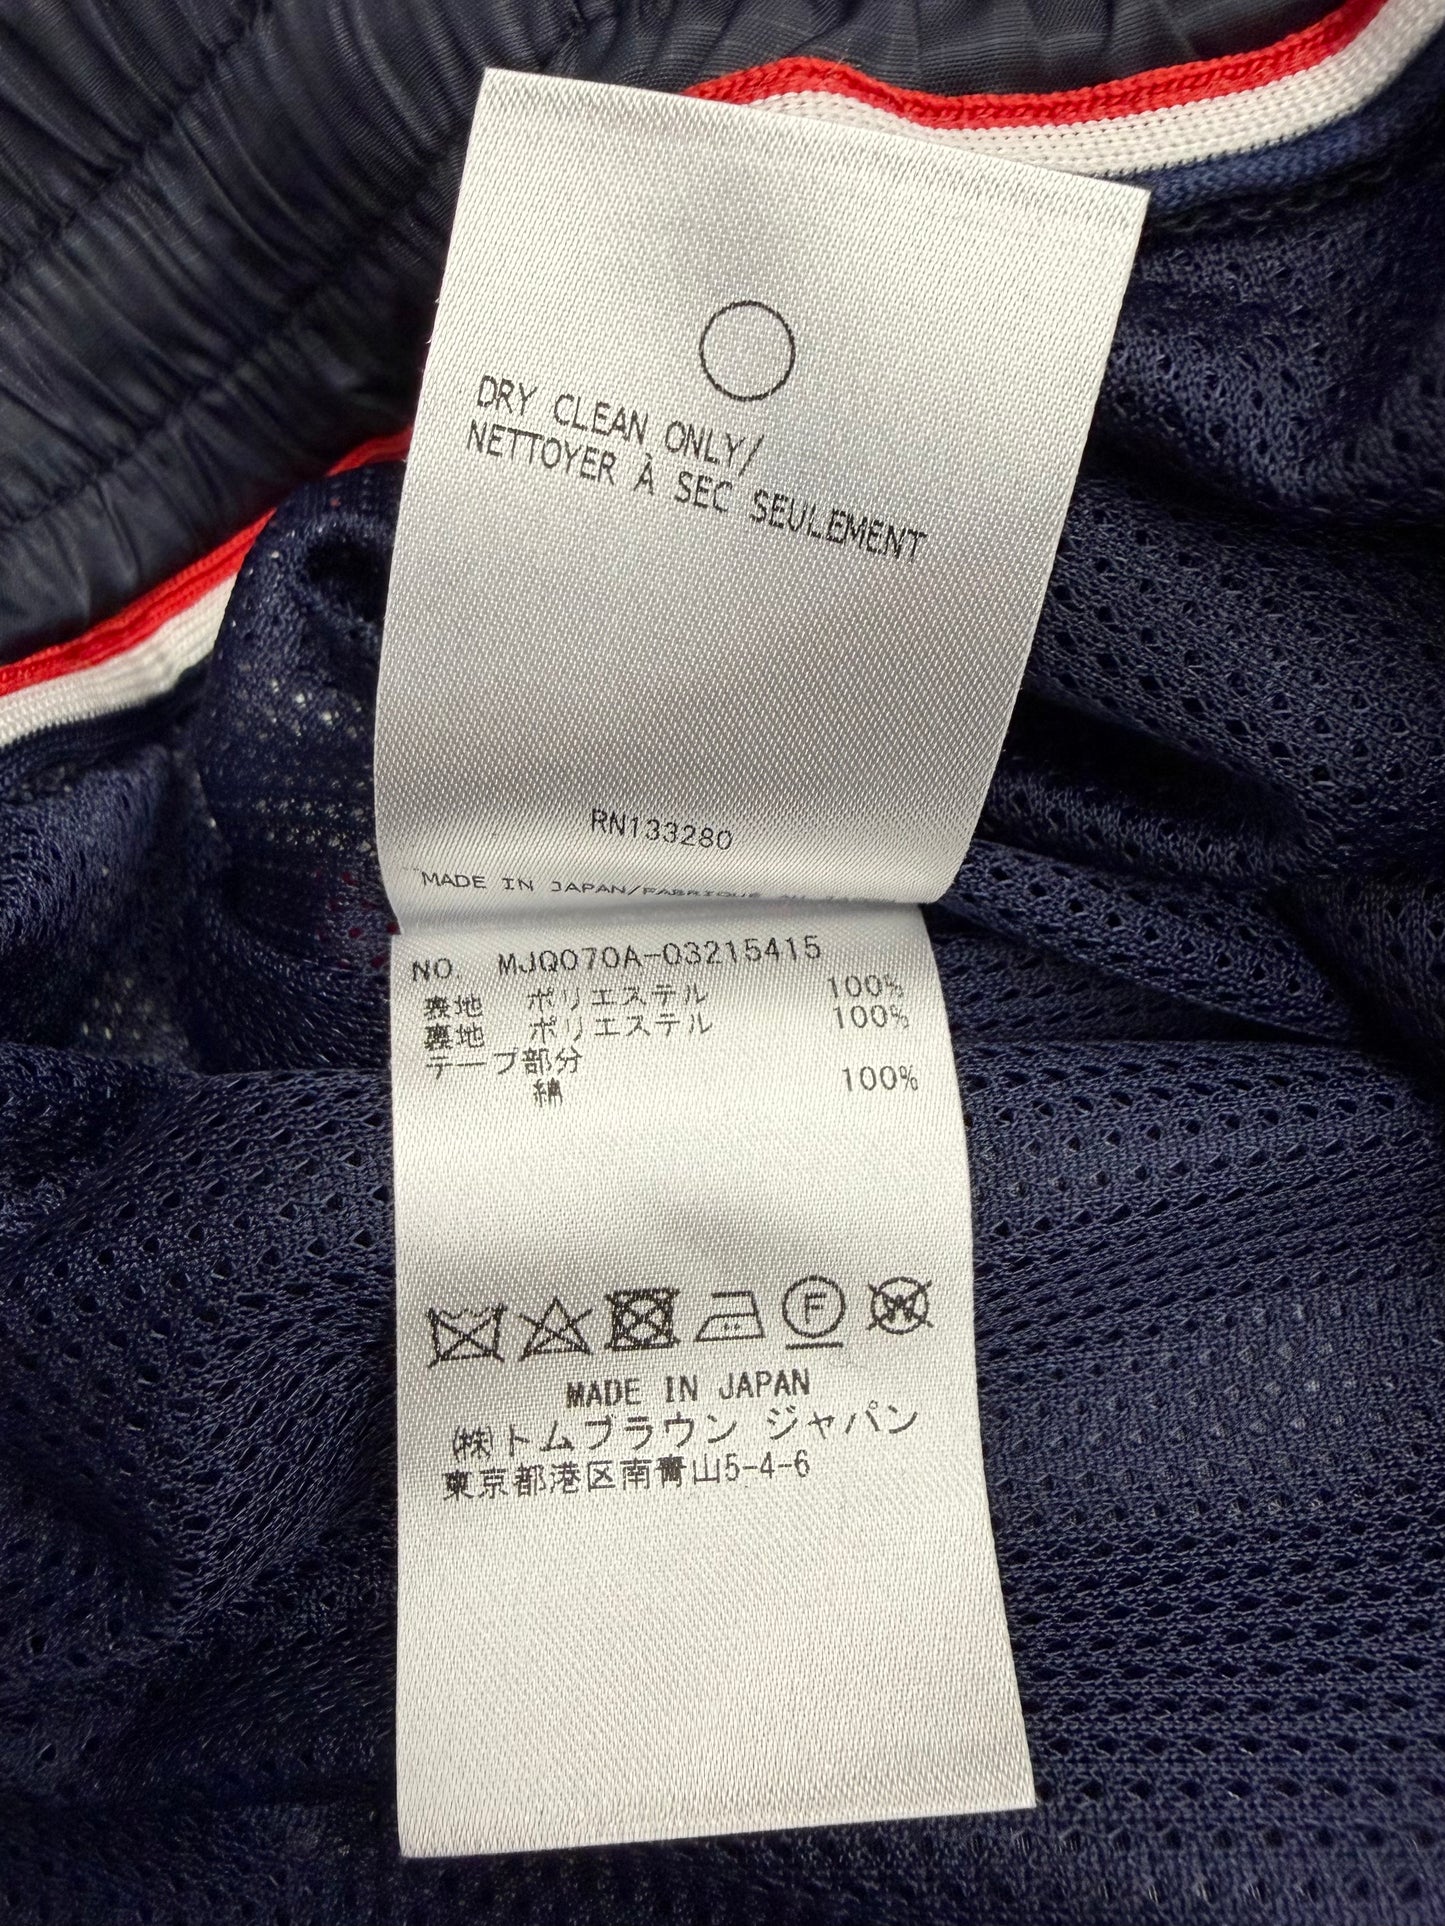 DRY CLEAN ONLY/
NETTOYER À SEC SEULEMENT
RN133280
MADE IN JAPAN/FABRIQUÉ AU JAPON
NO. MJQ070A-03215415
表地 ポリエステル 100%
裏地 ポリエステル 100%
テープ部分
綿 100%
F
W
MADE IN JAPAN
(株)トムブラウン ジャパン
東京都港区南青山5-4-6